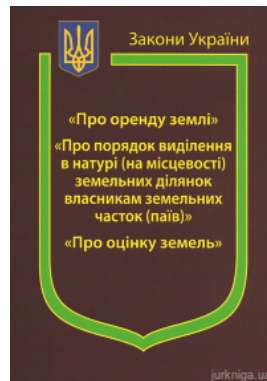 Закони України
«Про оренду землі»
«Про порядок виділення
в натурі (на місцевості)
земельних ділянок
власникам земельних
часток (паїв)»
«Про оцінку земель»
jurkniga.ua